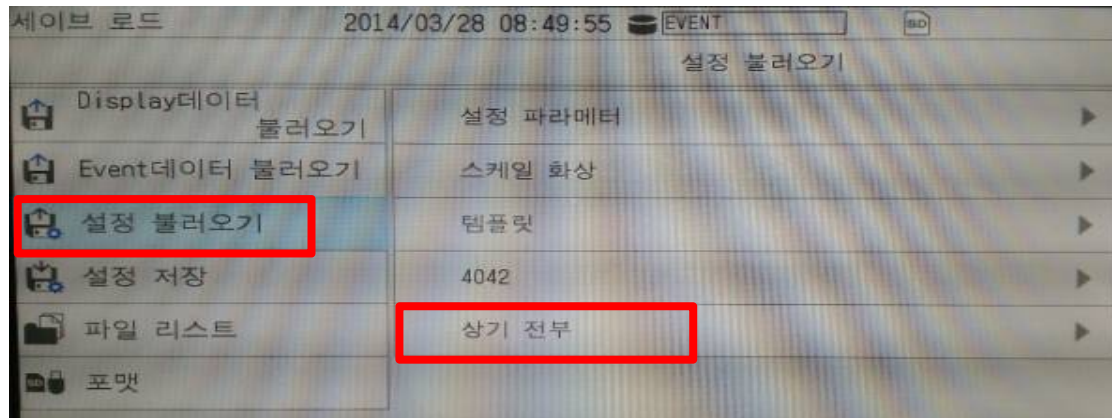 세이브 로드 2014/03/28 08:49:55 EVENT SD
설정 불러오기
Display데이터
불러오기
Event데이터 불러오기
설정 불러오기
설정 저장
파일 리스트
SD 포맷
설정 파라메터
스케일 화상
템플릿
4042
상기 전부